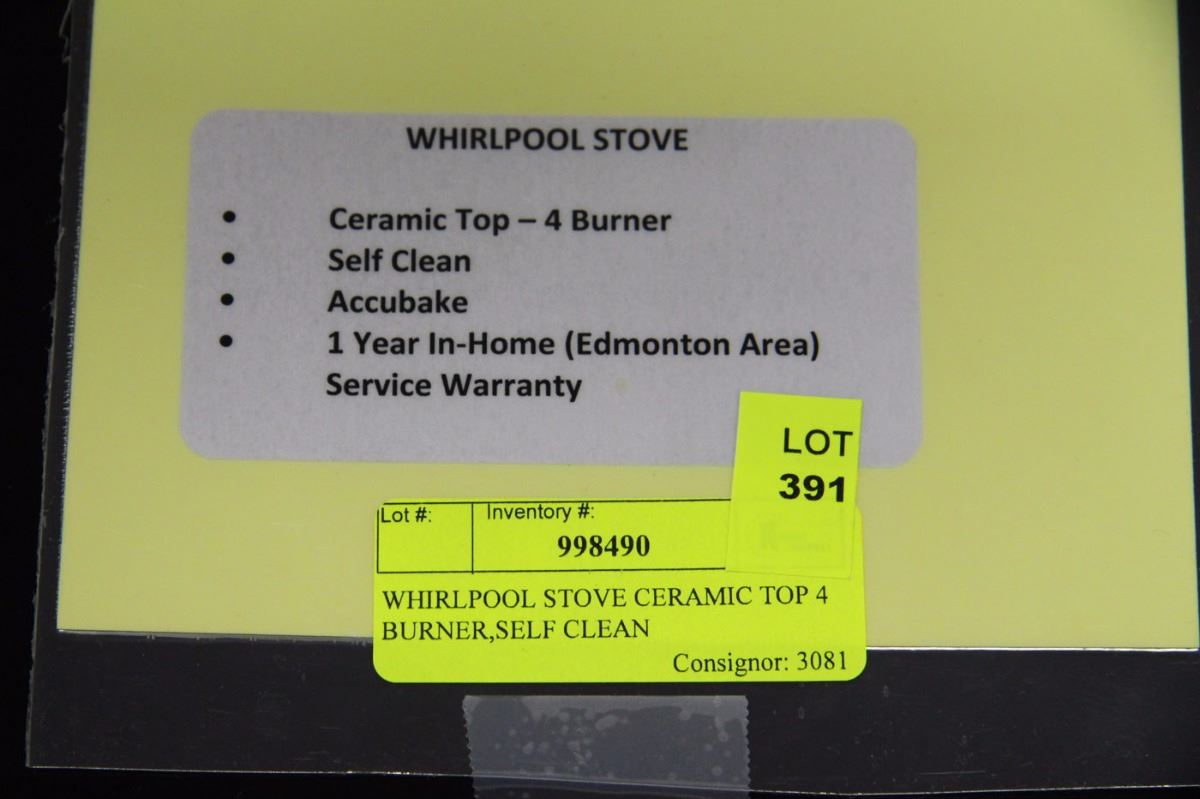 WHIRLPOOL STOVE
• Ceramic Top – 4 Burner
• Self Clean
• Accubake
• 1 Year In-Home (Edmonton Area)
Service Warranty
LOT
391
Lot #: Inventory #:
998490
WHIRLPOOL STOVE CERAMIC TOP 4
BURNER,SELF CLEAN
Consignor: 3081